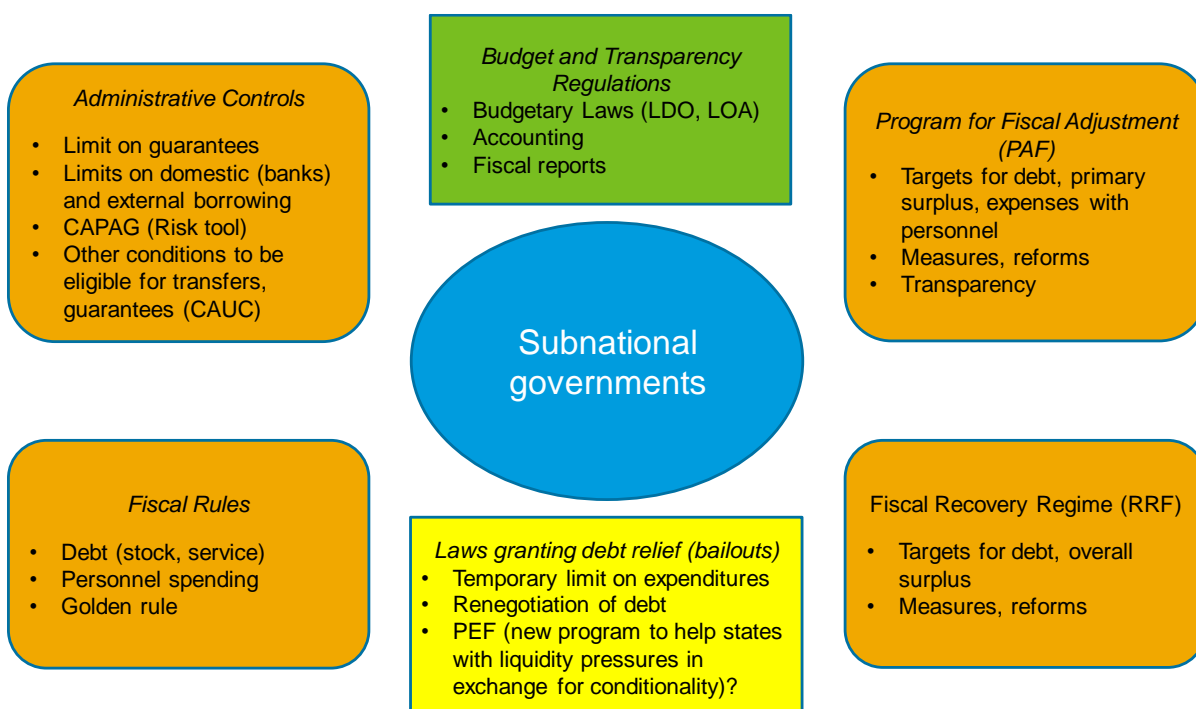 Administrative Controls
• Limit on guarantees
• Limits on domestic (banks)
and external borrowing
• CAPAG (Risk tool)
• Other conditions to be
eligible for transfers,
guarantees (CAUC)
Budget and Transparency
Regulations
• Budgetary Laws (LDO, LOA)
• Accounting
• Fiscal reports
Program for Fiscal Adjustment
(PAF)
• Targets for debt, primary
surplus, expenses with
personnel
• Measures, reforms
• Transparency
Subnational
governments
Fiscal Rules
• Debt (stock, service)
• Personnel spending
• Golden rule
Laws granting debt relief (bailouts)
• Temporary limit on expenditures
• Renegotiation of debt
• PEF (new program to help states
with liquidity pressures in
exchange for conditionality)?
Fiscal Recovery Regime (RRF)
• Targets for debt, overall
surplus
• Measures, reforms